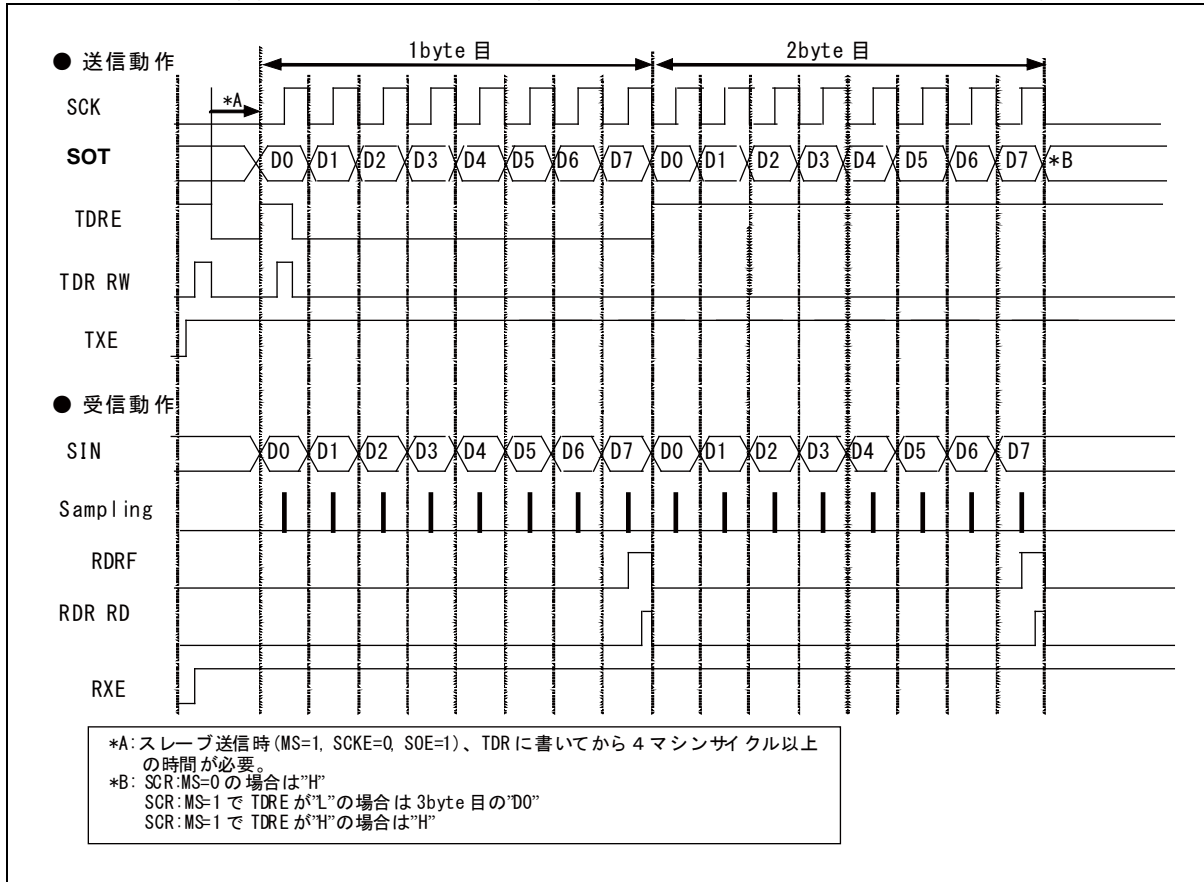 1byte 目 2byte 目
● 送信動作
SCK *A
SOT D0 D1 D2 D3 D4 D5 D6 D7 D0 D1 D2 D3 D4 D5 D6 D7 *B
TDRE
TDR RW
TXE
● 受信動作
SIN D0 D1 D2 D3 D4 D5 D6 D7 D0 D1 D2 D3 D4 D5 D6 D7
Sampling
RDRF
RDR RD
RXE
*A:スレーブ送信時(MS=1, SCKE=0, SOE=1)、TDRに書いてから4マシンサイクル以上
の時間が必要。
*B: SCR:MS=0の場合は"H"
SCR:MS=1でTDREが"L"の場合は3byte目の"D0"
SCR:MS=1でTDREが"H"の場合は"H"